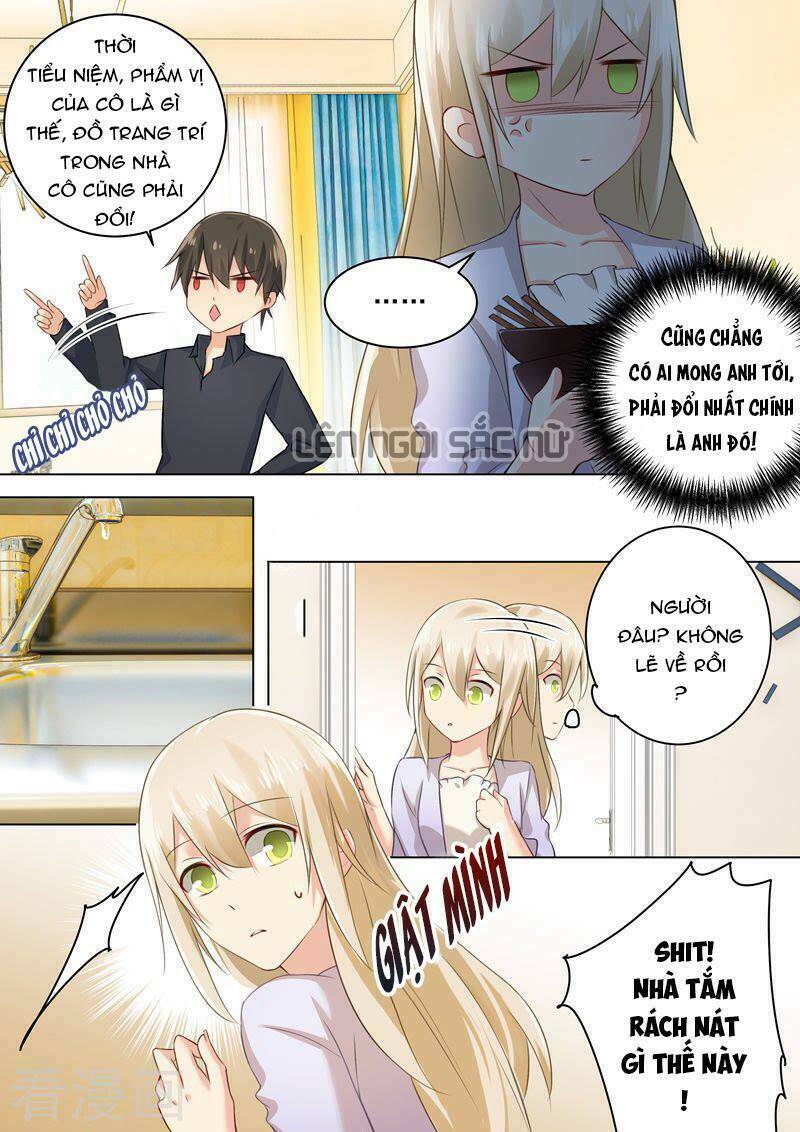 THỜI
TIỂU NIỆM, PHẨM VỊ
CỦA CÔ LÀ GÌ
THẾ, ĐỒ TRANG TRÍ
TRONG NHÀ
CÔ CŨNG PHẢI
ĐỔI!
......
CHỈ CHỈ CHỎ CHỎ
CŨNG CHẲNG
CÓ AI MONG ANH TỚI,
PHẢI ĐỔI NHẤT CHÍNH
LÀ ANH ĐÓ!
LÊN NGÔI SẮC NỮ
NGƯỜI
ĐÂU? KHÔNG
LẼ VỀ RỒI
?
GIẬT MÌNH
SHIT!
NHÀ TẮM
RÁCH NÁT
GÌ THẾ NÀY
!
看漫画